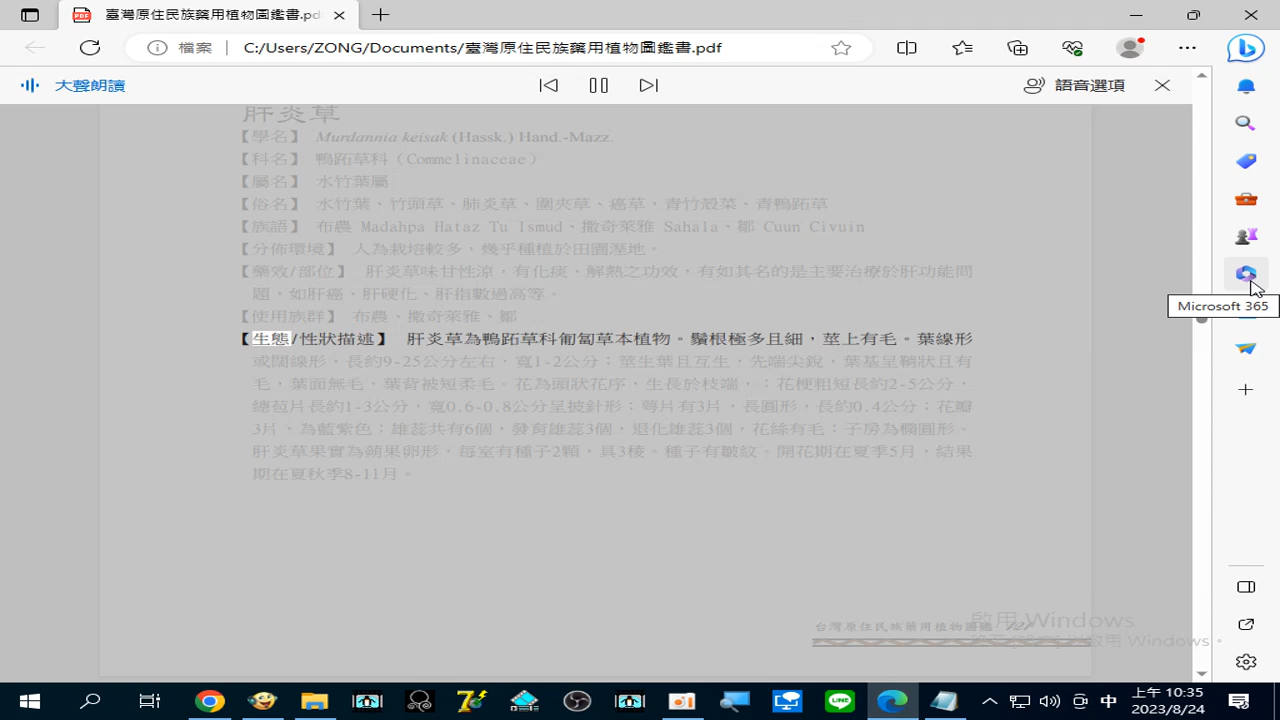 臺灣原住民族藥用植物圖鑑書.pdf
檔案
C:/Users/ZONG/Documents/臺灣原住民族藥用植物圖鑑書.pdf
大聲朗讀
語音選項
肝炎草
【學名】 Murdannia keisak (Hassk.) Hand.-Mazz.
【科名】 鴨跖草科（Commelinaceae）
【屬名】 水竹葉屬
【俗名】 水竹葉、竹頭草、肺炎草、圍夾草、癌草，青竹殼菜、青鴨跖草
【族語】 布農 Madahpa Hataz Tu Ismud、撒奇萊雅 Sahala、鄒 Cuun Civuin
【分佈環境】 人為栽培較多，幾乎種植於田園溼地。
【藥效/部位】 肝炎草味甘性涼，有化痰、解熱之功效，有如其名的是主要治療於肝功能問
題，如肝癌、肝硬化、肝指數過高等。
【使用族群】 布農、撒奇萊雅、鄒
【生態/性狀描述】 肝炎草為鴨跖草科匍匐草本植物。鬚根極多且細，莖上有毛。葉線形
或闊線形，長約9-25公分左右，寬1-2公分；莖生葉且互生，先端尖銳，葉基呈鞘狀且有
毛，葉面無毛，葉背被短柔毛。花為頭狀花序，生長於枝端，：花梗粗短長約2-5公分，
總苞片長約1-3公分，寬0.6-0.8公分呈披針形；萼片有3片，長圓形，長約0.4公分；花瓣
3片，為藍紫色；雄蕊共有6個，發育雄蕊3個，退化雄蕊3個，花絲有毛；子房為橢圓形。
肝炎草果實為蒴果卵形，每室有種子2顆，具3稜。種子有皺紋。開花期在夏季5月，結果
期在夏秋季8-11月。
Microsoft 365
台灣原住民族藥用植物圖鑑
啟用 Windows
啟用 Windows。
中
上午 10:35
2023/8/24